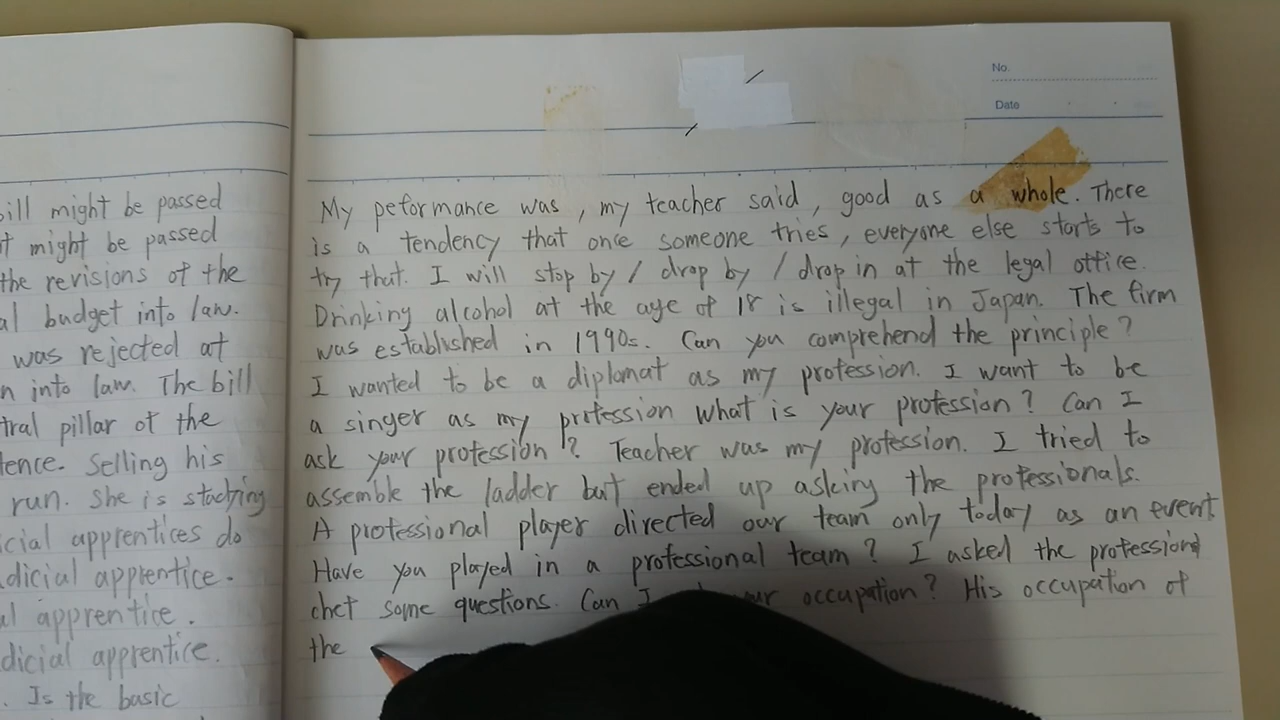 No.
Date
ill might be passed
t might be passed
the revisions of the
al budget into law.
was rejected at
n into law. The bill
tral pillar of the
dence. Selling his
run. She is studying
icial apprentices do
dicial apprentice.
al apprentice.
dicial apprentice.
. Is the basic
My peformance was, my teacher said, good as a whole. There
is a tendency that once someone tries, everyone else starts to
try that. I will stop by / drop by / drop in at the legal office.
Drinking alcohol at the age of 18 is illegal in Japan. The firm
was established in 1990s. Can you comprehend the principle?
I wanted to be a diplomat as my profession. I want to be
a singer as my profession what is your profession? Can I
ask your profession? Teacher was my profession. I tried to
assemble the ladder but ended up asking the professionals.
A professional player directed our team only today as an event.
Have you played in a professional team? I asked the professional
chef some questions. Can I occupation? His occupation of
the